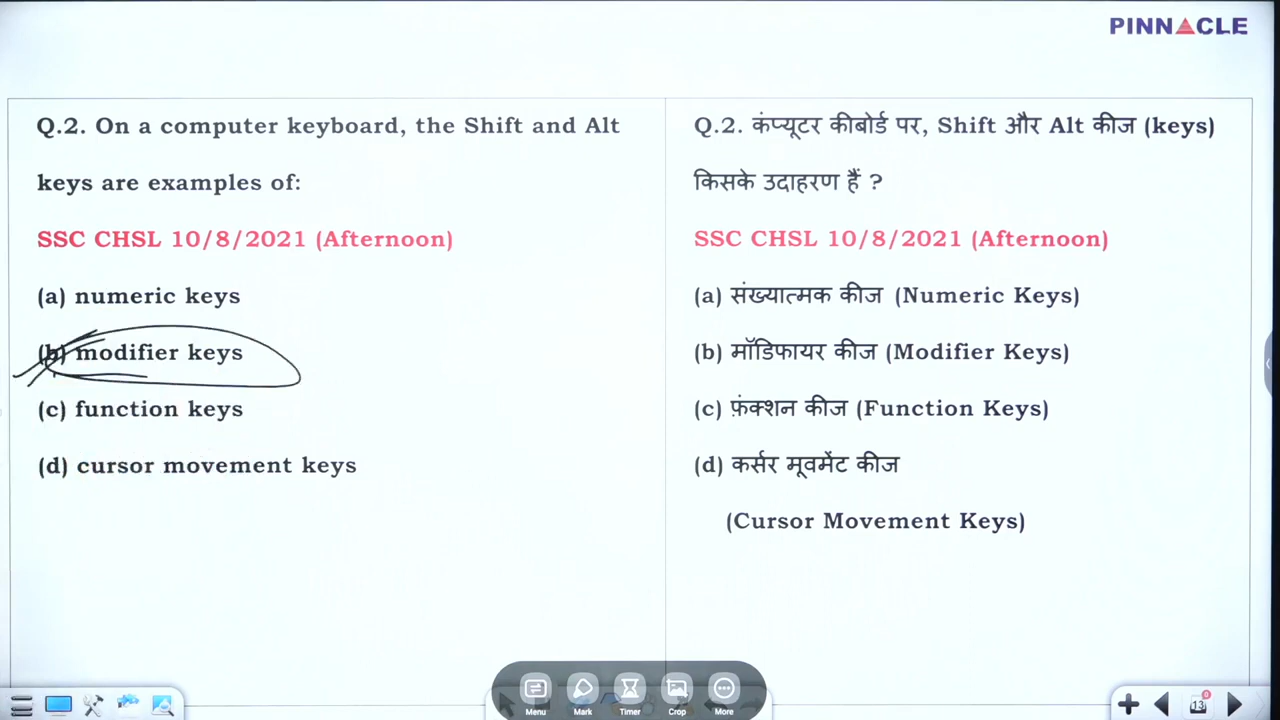 PINNACLE
Q.2. On a computer keyboard, the Shift and Alt
keys are examples of:
SSC CHSL 10/8/2021 (Afternoon)
(a) numeric keys
(b) modifier keys
(c) function keys
(d) cursor movement keys
Q.2. कंप्यूटर कीबोर्ड पर, Shift और Alt कीज (keys)
किसके उदाहरण हैं ?
SSC CHSL 10/8/2021 (Afternoon)
(a) संख्यात्मक कीज (Numeric Keys)
(b) मॉडिफायर कीज (Modifier Keys)
(c) फ़ंक्शन कीज (Function Keys)
(d) कर्सर मूवमेंट कीज
(Cursor Movement Keys)
Menu Mark Timer Crop More
13 8